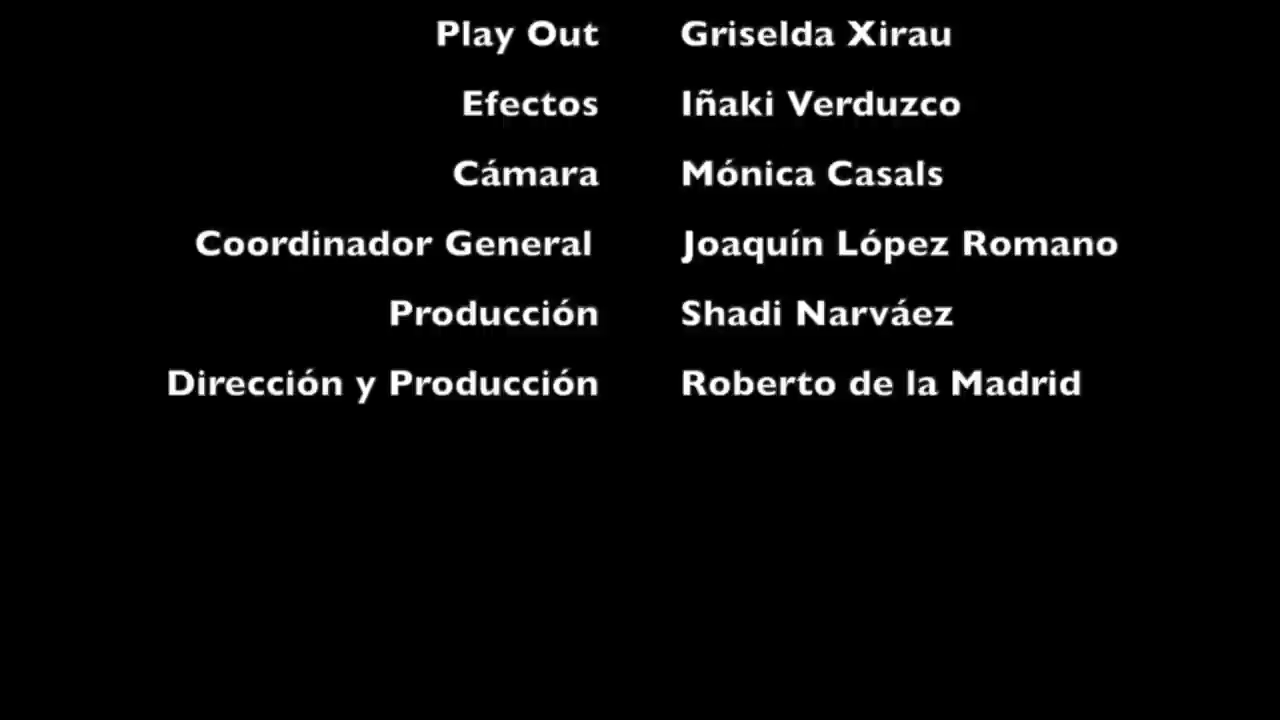 Play Out Griselda Xirau
Efectos Iñaki Verduzco
Cámara Mónica Casals
Coordinador General Joaquín López Romano
Producción Shadi Narváez
Dirección y Producción Roberto de la Madrid